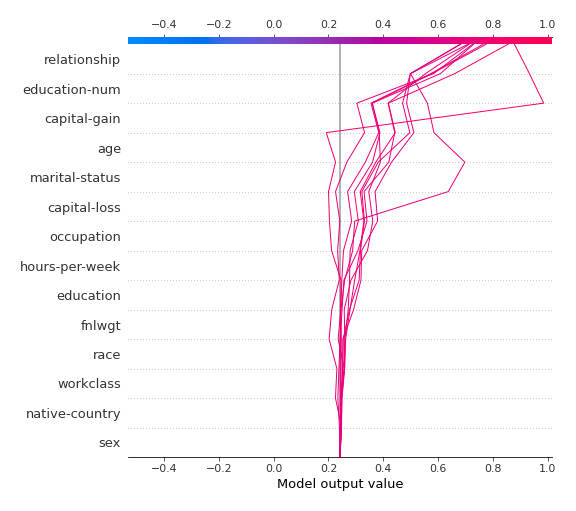 −0.4 −0.2 0.0 0.2 0.4 0.6 0.8 1.0
relationship
education-num
capital-gain
age
marital-status
capital-loss
occupation
hours-per-week
education
fnlwgt
race
workclass
native-country
sex
−0.4 −0.2 0.0 0.2 0.4 0.6 0.8 1.0
Model output value